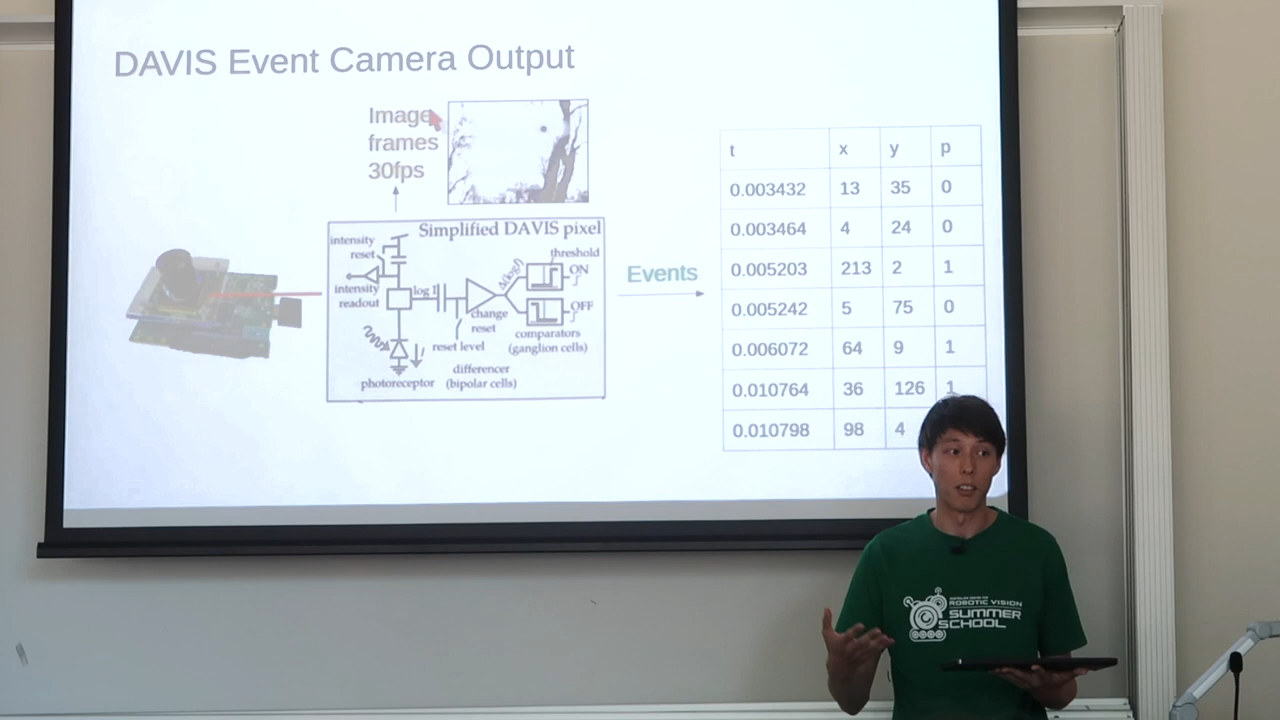 DAVIS Event Camera Output
Image
frames
30fps
Simplified DAVIS pixel
intensity
reset
intensity
readout
log I
Δ(log I)
threshold
ON
OFF
change
reset
reset level
comparators
(ganglion cells)
photoreceptor
differencer
(bipolar cells)
Events
t x y p
0.003432 13 35 0
0.003464 4 24 0
0.005203 213 2 1
0.005242 5 75 0
0.006072 64 9 1
0.010764 36 126 1
0.010798 98 4
ROBOTIC VISION
SUMMER
SCHOOL